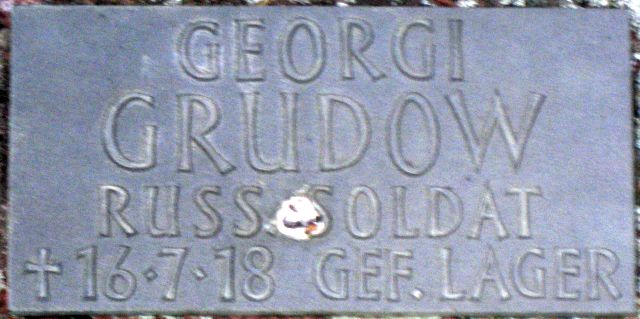 GEORGI
GRUDOW
RUSS. SOLDAT
✝16·7·18 GEF. LAGER